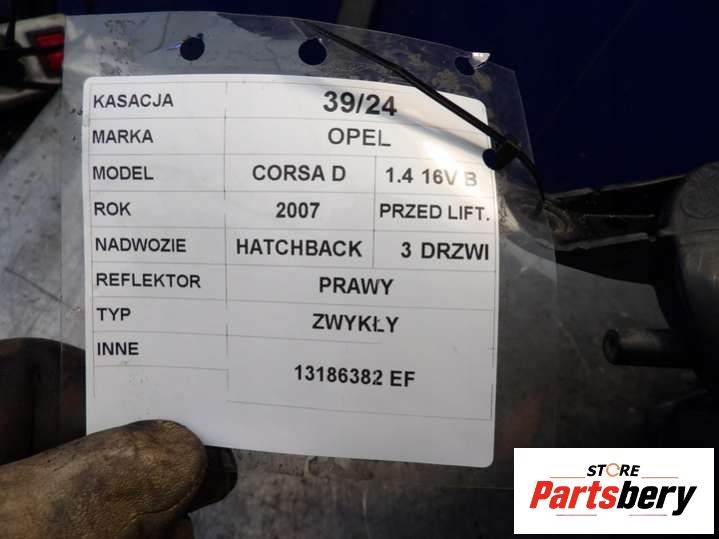 KASACJA 39/24
MARKA OPEL
MODEL CORSA D 1.4 16V B
ROK 2007 PRZED LIFT.
NADWOZIE HATCHBACK 3 DRZWI
REFLEKTOR PRAWY
TYP ZWYKŁY
INNE
13186382 EF
STORE
Partsbery